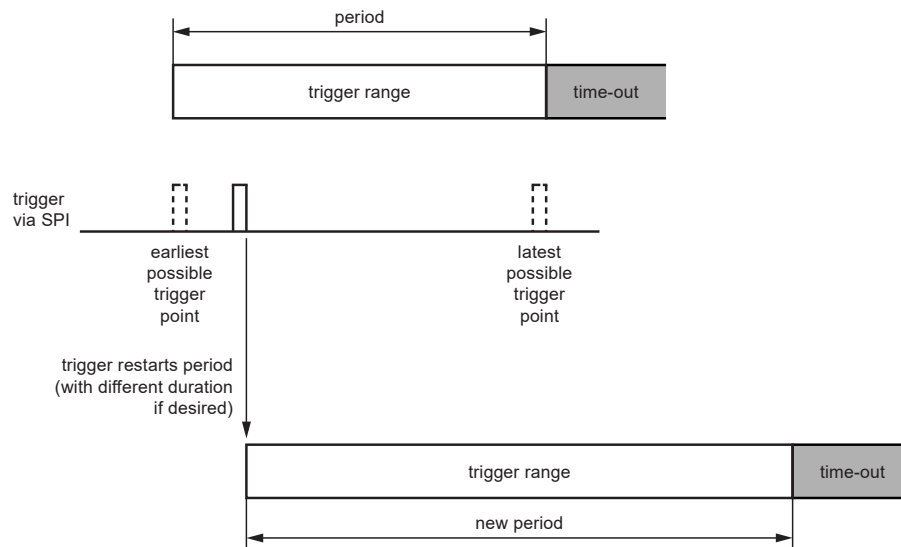 period
trigger range
time-out
trigger
via SPI
earliest
possible
trigger
point
latest
possible
trigger
point
trigger restarts period
(with different duration
if desired)
trigger range
time-out
new period